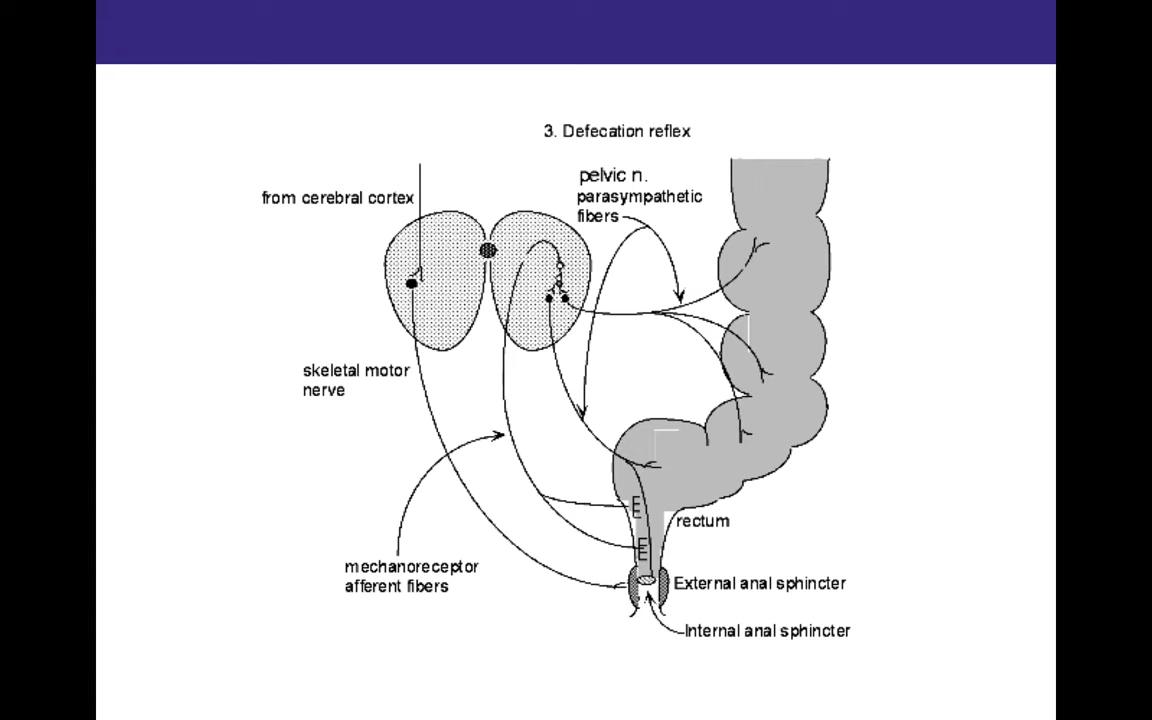 3. Defecation reflex
pelvic n.
parasympathetic
fibers
from cerebral cortex
skeletal motor
nerve
E
rectum
E
mechanoreceptor
afferent fibers
External anal sphincter
Internal anal sphincter